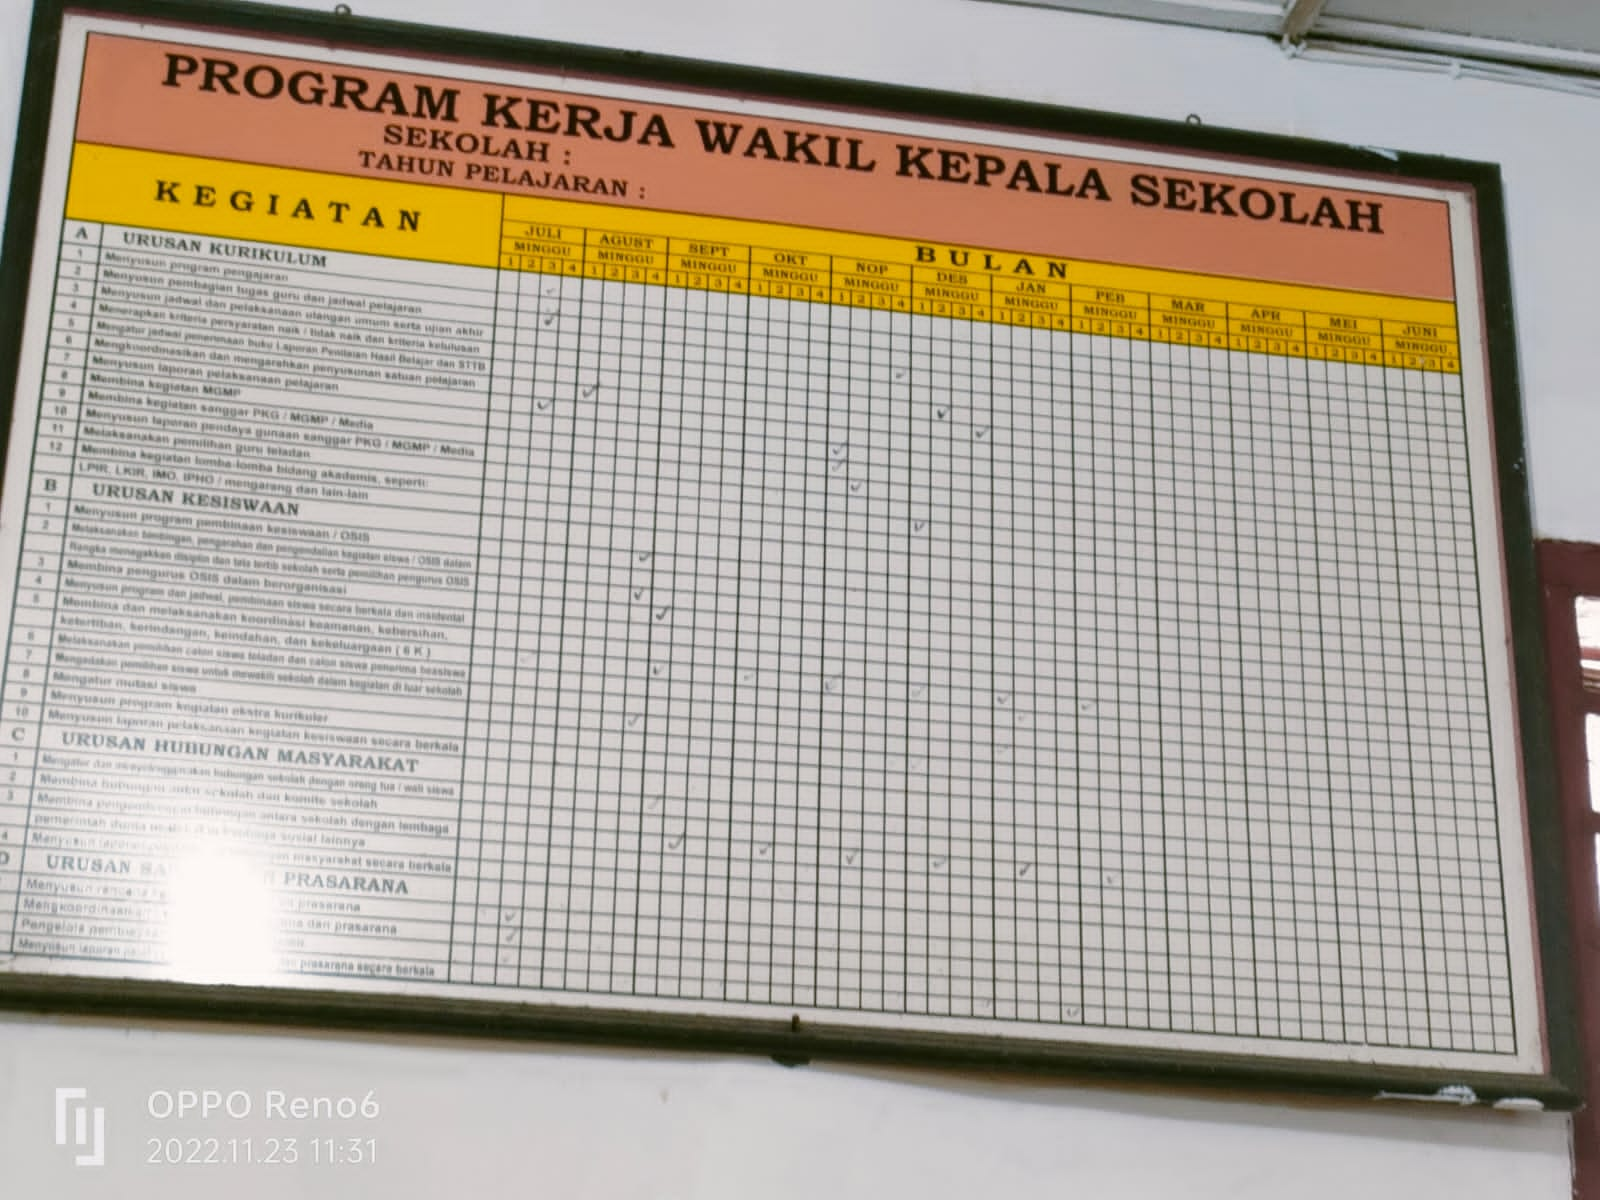 PROGRAM KERJA WAKIL KEPALA SEKOLAH
SEKOLAH :
TAHUN PELAJARAN :
KEGIATAN
BULAN
JULI AGUST SEPT OKT NOP DES JAN PEB MAR APR MEI JUNI
MINGGU MINGGU MINGGU MINGGU MINGGU MINGGU MINGGU MINGGU MINGGU MINGGU MINGGU MINGGU
1 2 3 4 1 2 3 4 1 2 3 4 1 2 3 4 1 2 3 4 1 2 3 4 1 2 3 4 1 2 3 4 1 2 3 4 1 2 3 4 1 2 3 4 1 2 3 4
A URUSAN KURIKULUM
1 Menyusun program pengajaran
2 Menyusun pembagian tugas guru dan jadwal pelajaran
3 Menyusun jadwal dan pelaksanaan ulangan umum serta ujian akhir
4 Menerapkan kriteria persyaratan naik / tidak naik dan kriteria kelulusan
5 Mengatur jadwal penerimaan buku Laporan Penilaian Hasil Belajar dan STTB
6 Mengkoordinasikan dan mengarahkan penyusunan satuan pelajaran
7 Menyusun laporan pelaksanaan pelajaran
8 Membina kegiatan MGMP
9 Membina kegiatan sanggar PKG / MGMP / Media
10 Menyusun laporan pendaya gunaan sanggar PKG / MGMP / Media
11 Melaksanakan pemilihan guru teladan
12 Membina kegiatan lomba-lomba bidang akademis, seperti:
LPIR, LKIR, IMO, IPHO / mengarang dan lain-lain
B URUSAN KESISWAAN
1 Menyusun program pembinaan kesiswaan / OSIS
2 Melaksanakan bimbingan, pengarahan dan pengendalian kegiatan siswa / OSIS dalam
Rangka menegakkan disiplin dan tata tertib sekolah serta pemilihan pengurus OSIS
3 Membina pengurus OSIS dalam berorganisasi
4 Menyusun program dan jadwal, pembinaan siswa secara berkala dan insidental
5 Membina dan melaksanakan koordinasi keamanan, kebersihan,
ketertiban, kerindangan, keindahan, dan kekeluargaan ( 6 K )
6 Melaksanakan pemilihan calon siswa teladan dan calon siswa penerima beasiswa
7 Mengadakan pemilihan siswa untuk mewakili sekolah dalam kegiatan di luar sekolah
8 Mengatur mutasi siswa
9 Menyusun program kegiatan ekstra kurikuler
10 Menyusun laporan pelaksanaan kegiatan kesiswaan secara berkala
C URUSAN HUBUNGAN MASYARAKAT
1 Mengatur dan hubungan sekolah dengan orang tua / wali siswa
2 Membina hubungan sekolah dan komite sekolah
3 Membina pengembangan hubungan antara sekolah dengan lembaga
pemerintah dunia sosial lainnya
4 Menyusun laporan masyarakat secara berkala
D URUSAN PRASARANA
Menyusun rencana prasarana
dan prasarana
Menyusun laporan prasarana secara berkala
OPPO Reno6
2022.11.23 11:31